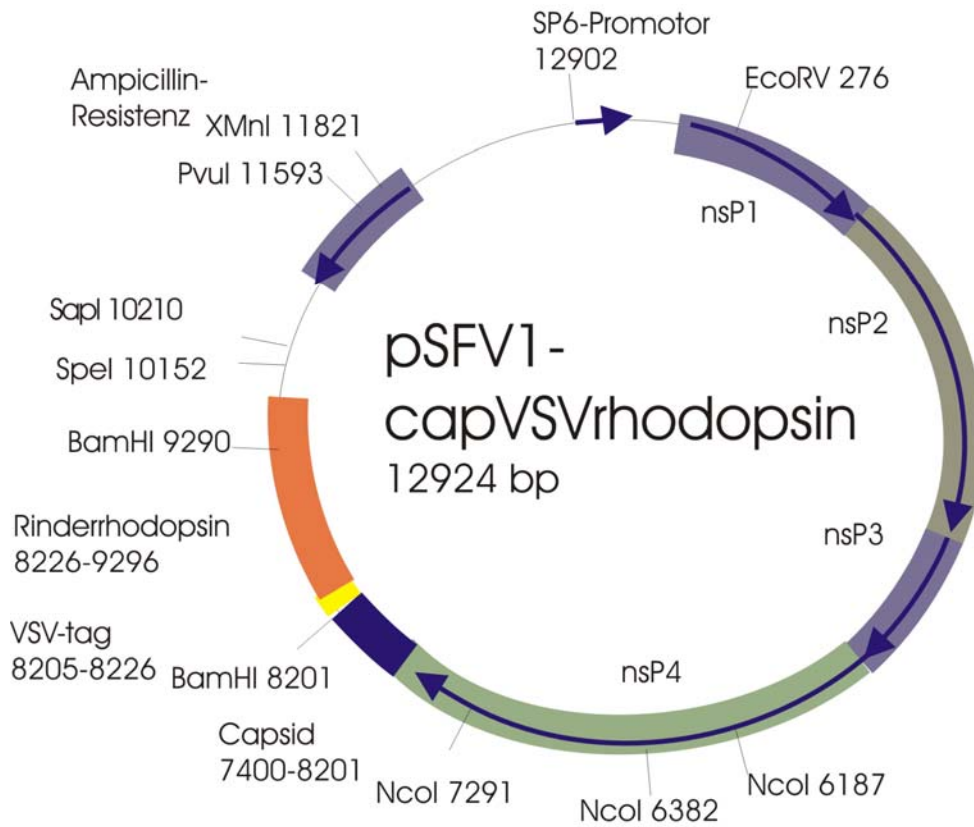 SP6-Promotor
12902
EcoRV 276
Ampicillin-
Resistenz
XMnI 11821
PvuI 11593
nsP1
nsP2
SapI 10210
SpeI 10152
pSFV1-
capVSVrhodopsin
12924 bp
BamHI 9290
Rinderrhodopsin
8226-9296
nsP3
VSV-tag
8205-8226
BamHI 8201
nsP4
Capsid
7400-8201
NcoI 7291
NcoI 6382
NcoI 6187